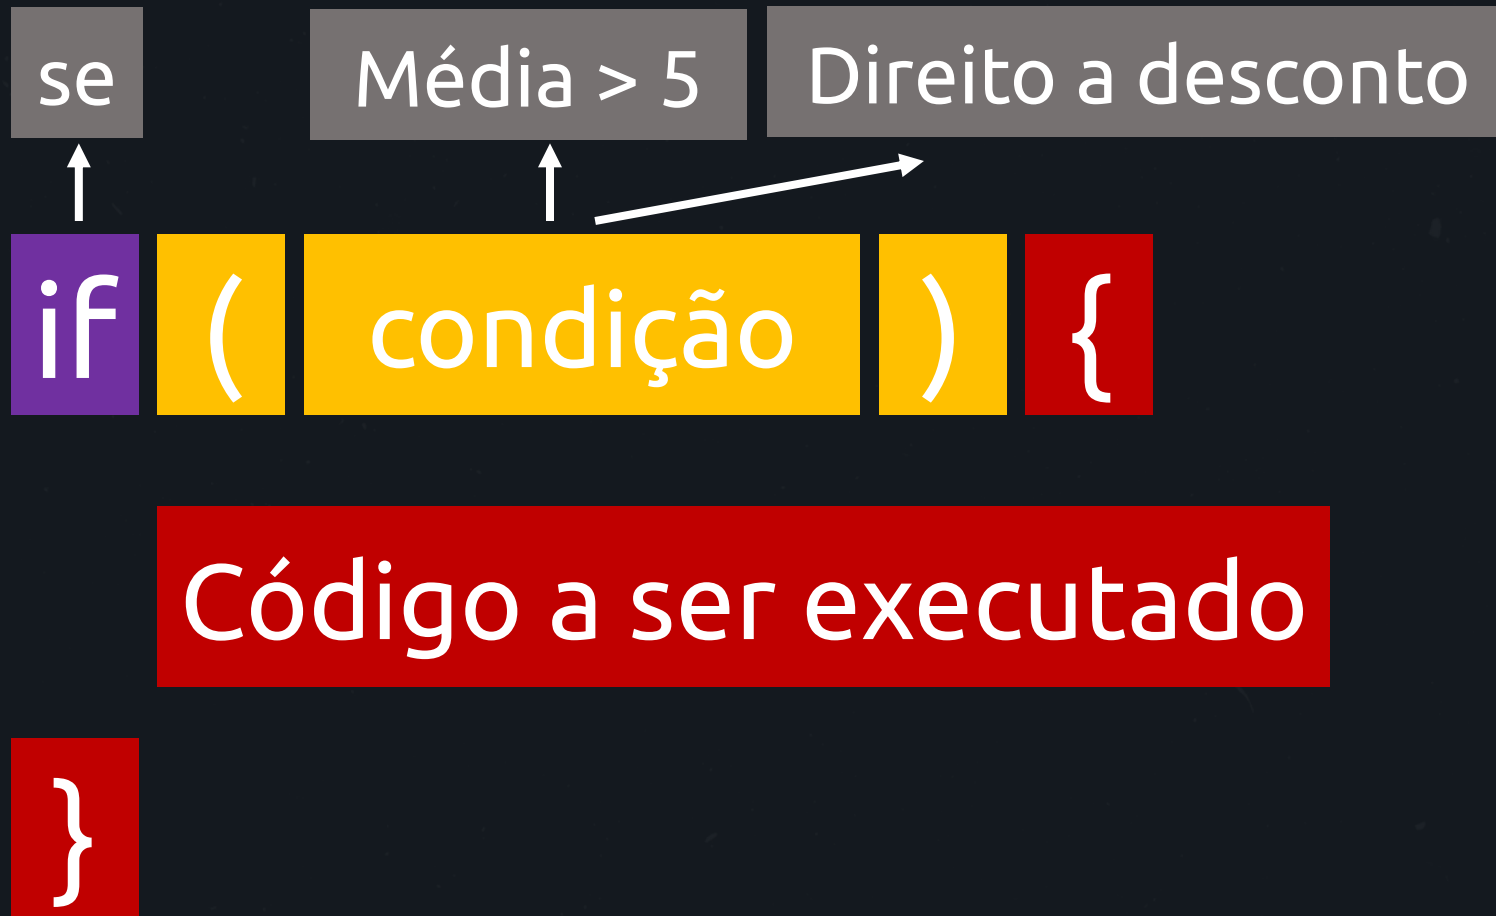 se Média > 5 Direito a desconto
if ( condição ) {
Código a ser executado
}